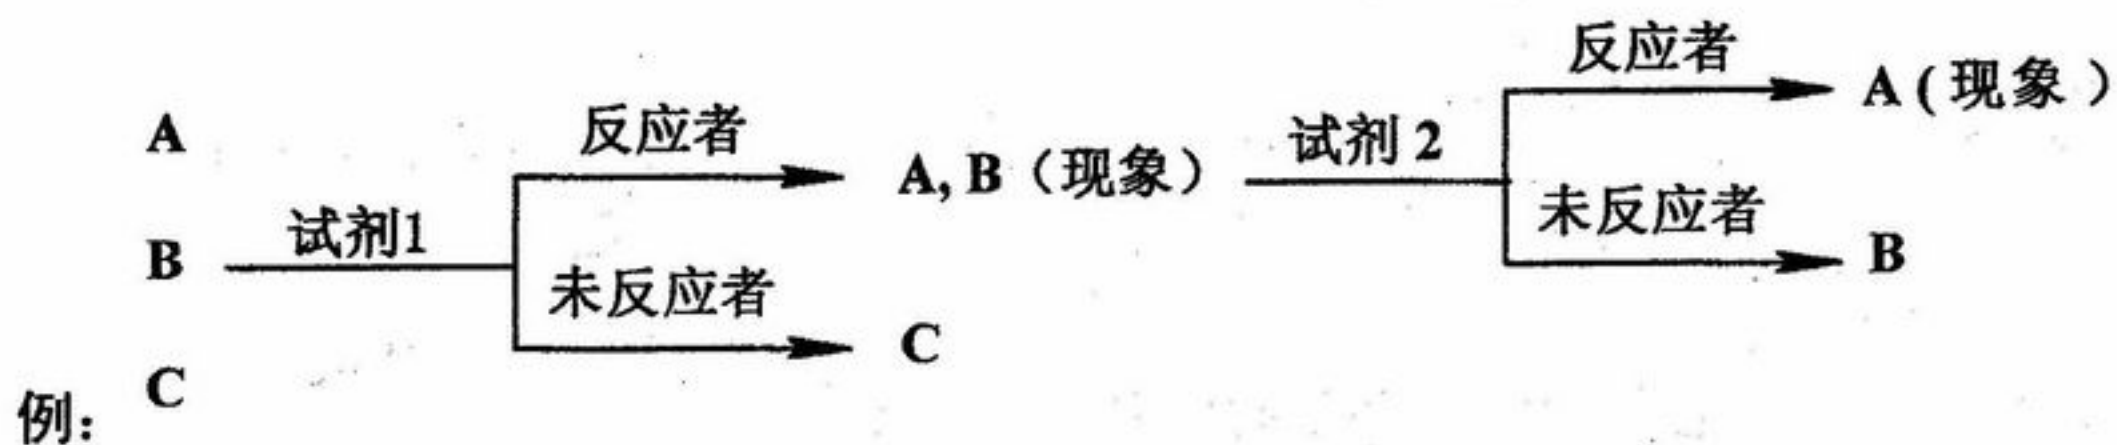 反应者
A ( 现象 )
A
反应者
试剂 2
A, B（现象）
未反应者
试剂1
B
B
未反应者
C
C
例: